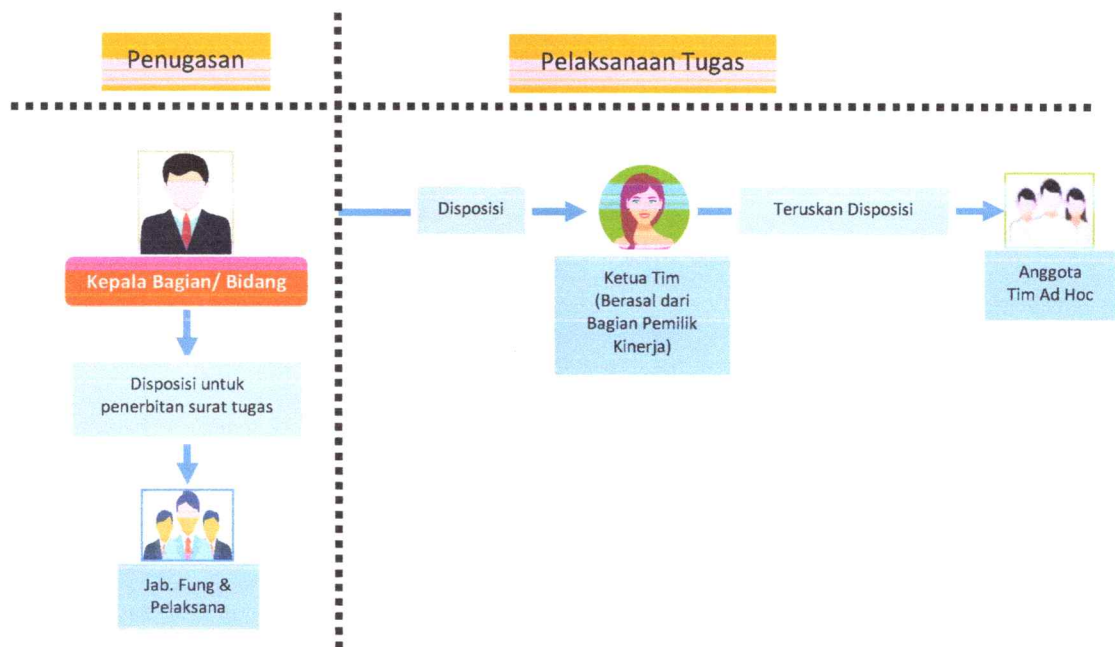 Penugasan
Pelaksanaan Tugas
Kepala Bagian/ Bidang
Disposisi untuk
penerbitan surat tugas
Jab. Fung &
Pelaksana
Disposisi
Ketua Tim
(Berasal dari
Bagian Pemilik
Kinerja)
Teruskan Disposisi
Anggota
Tim Ad Hoc